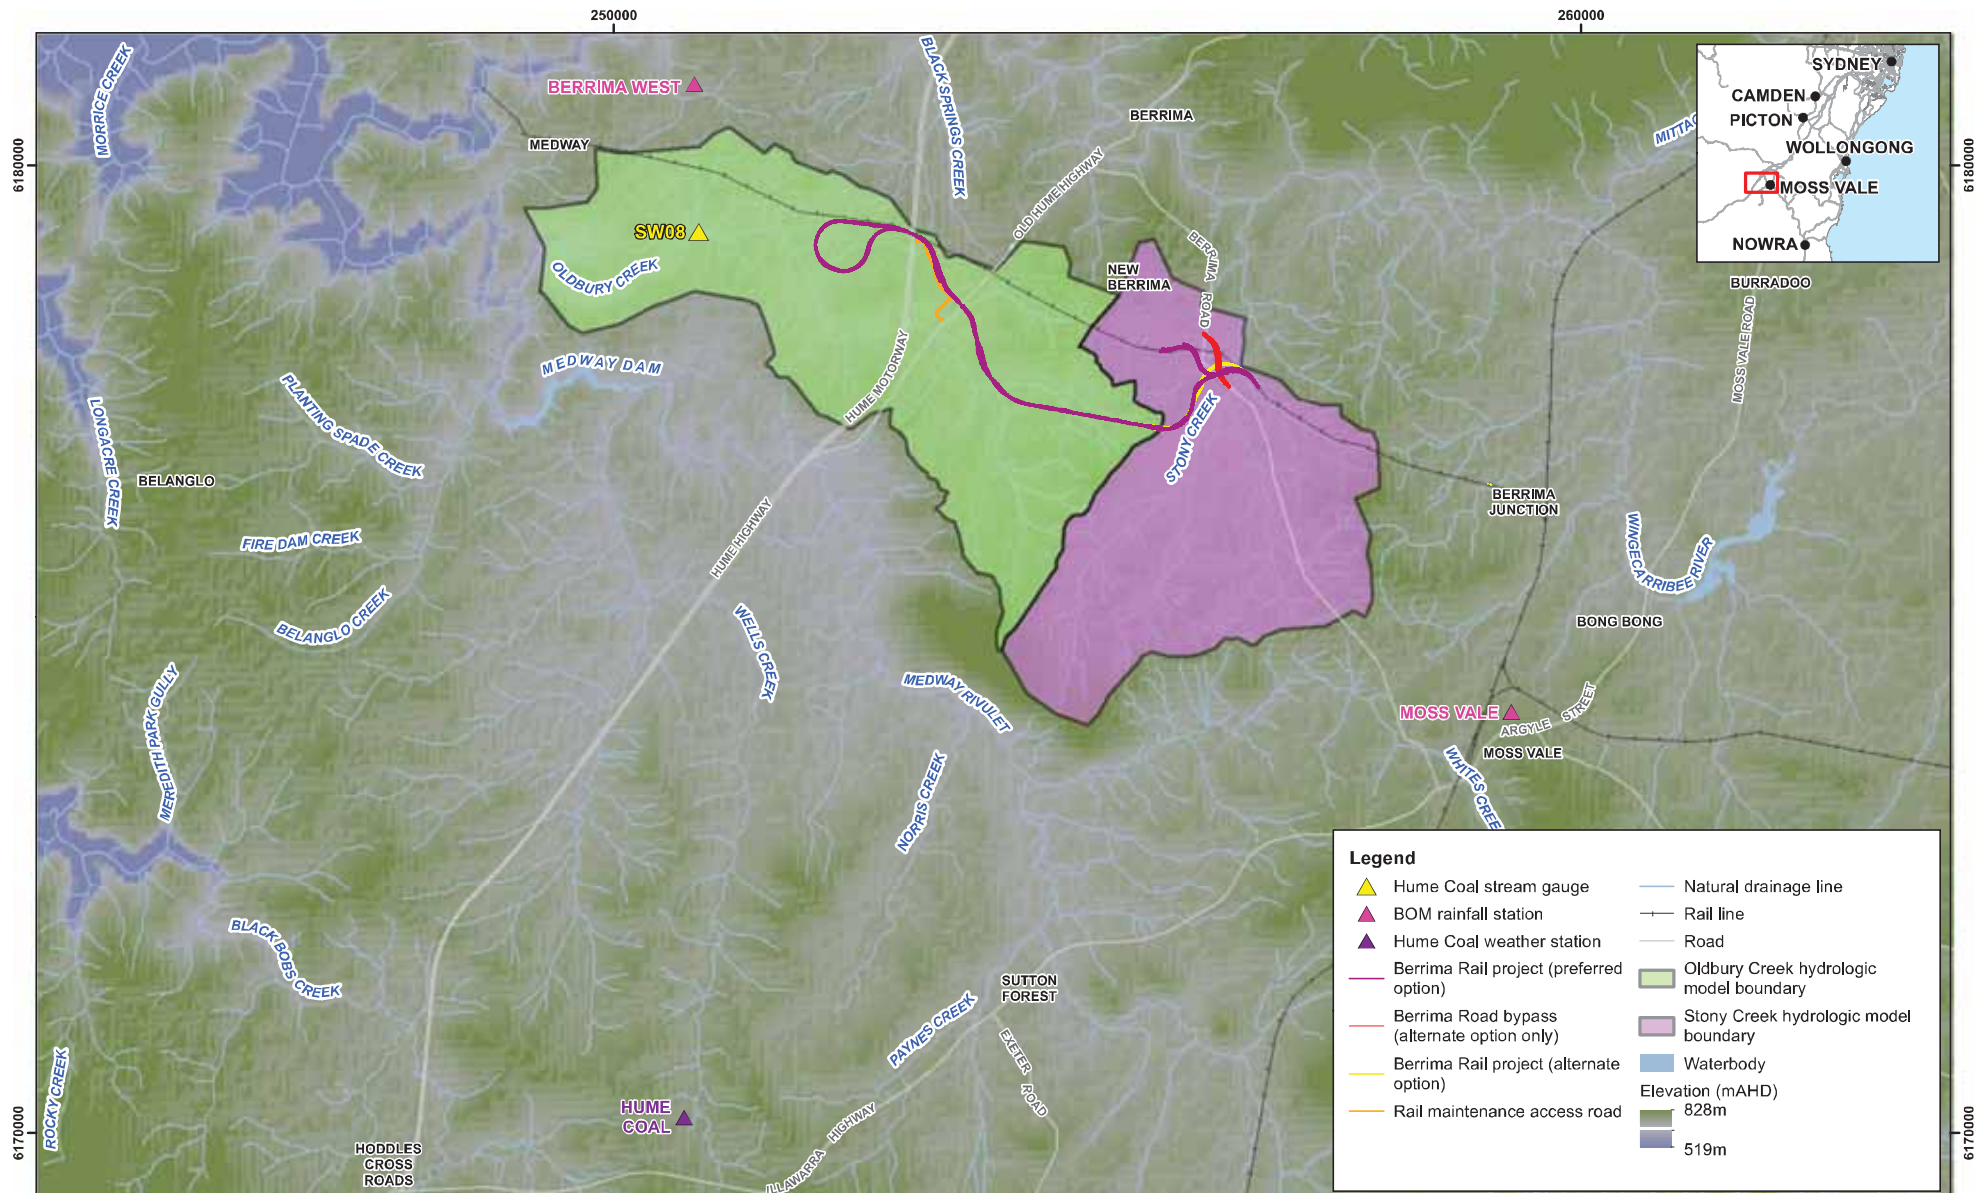 250000
260000
6180000
6180000
6170000
6170000
MORRICE CREEK
BERRIMA WEST
BLACK SPRINGS CREEK
BERRIMA
MEDWAY
OLD HUME HIGHWAY
SYDNEY
CAMDEN
PICTON
WOLLONGONG
MOSS VALE
NOWRA
SW08
OLDBURY CREEK
BERRIMA ROAD
NEW
BERRIMA
BURRADOO
MOSS VALE ROAD
MEDWAY DAM
HUME MOTORWAY
PLANTING SPADE CREEK
LONGACRE CREEK
STONY CREEK
BELANGLO
BERRIMA
JUNCTION
HUME HIGHWAY
FIRE DAM CREEK
WINGECARRIBEE RIVER
BELANGLO CREEK
WELLS CREEK
BONG BONG
MEREDITH PARK GULLY
MEDWAY RIVULET
MOSS VALE
ARGYLE STREET
MOSS VALE
NORRIS CREEK
WHITES CREE
BLACK BOBS CREEK
SUTTON
FOREST
PAYNES CREEK
EXETER ROAD
ROCKY CREEK
HUME
COAL
HODDLES
CROSS
ROADS
ILLAWARRA HIGHWAY
Legend
Hume Coal stream gauge
BOM rainfall station
Hume Coal weather station
Berrima Rail project (preferred
option)
Berrima Road bypass
(alternate option only)
Berrima Rail project (alternate
option)
Rail maintenance access road
Natural drainage line
Rail line
Road
Oldbury Creek hydrologic
model boundary
Stony Creek hydrologic model
boundary
Waterbody
Elevation (mAHD)
828m
519m